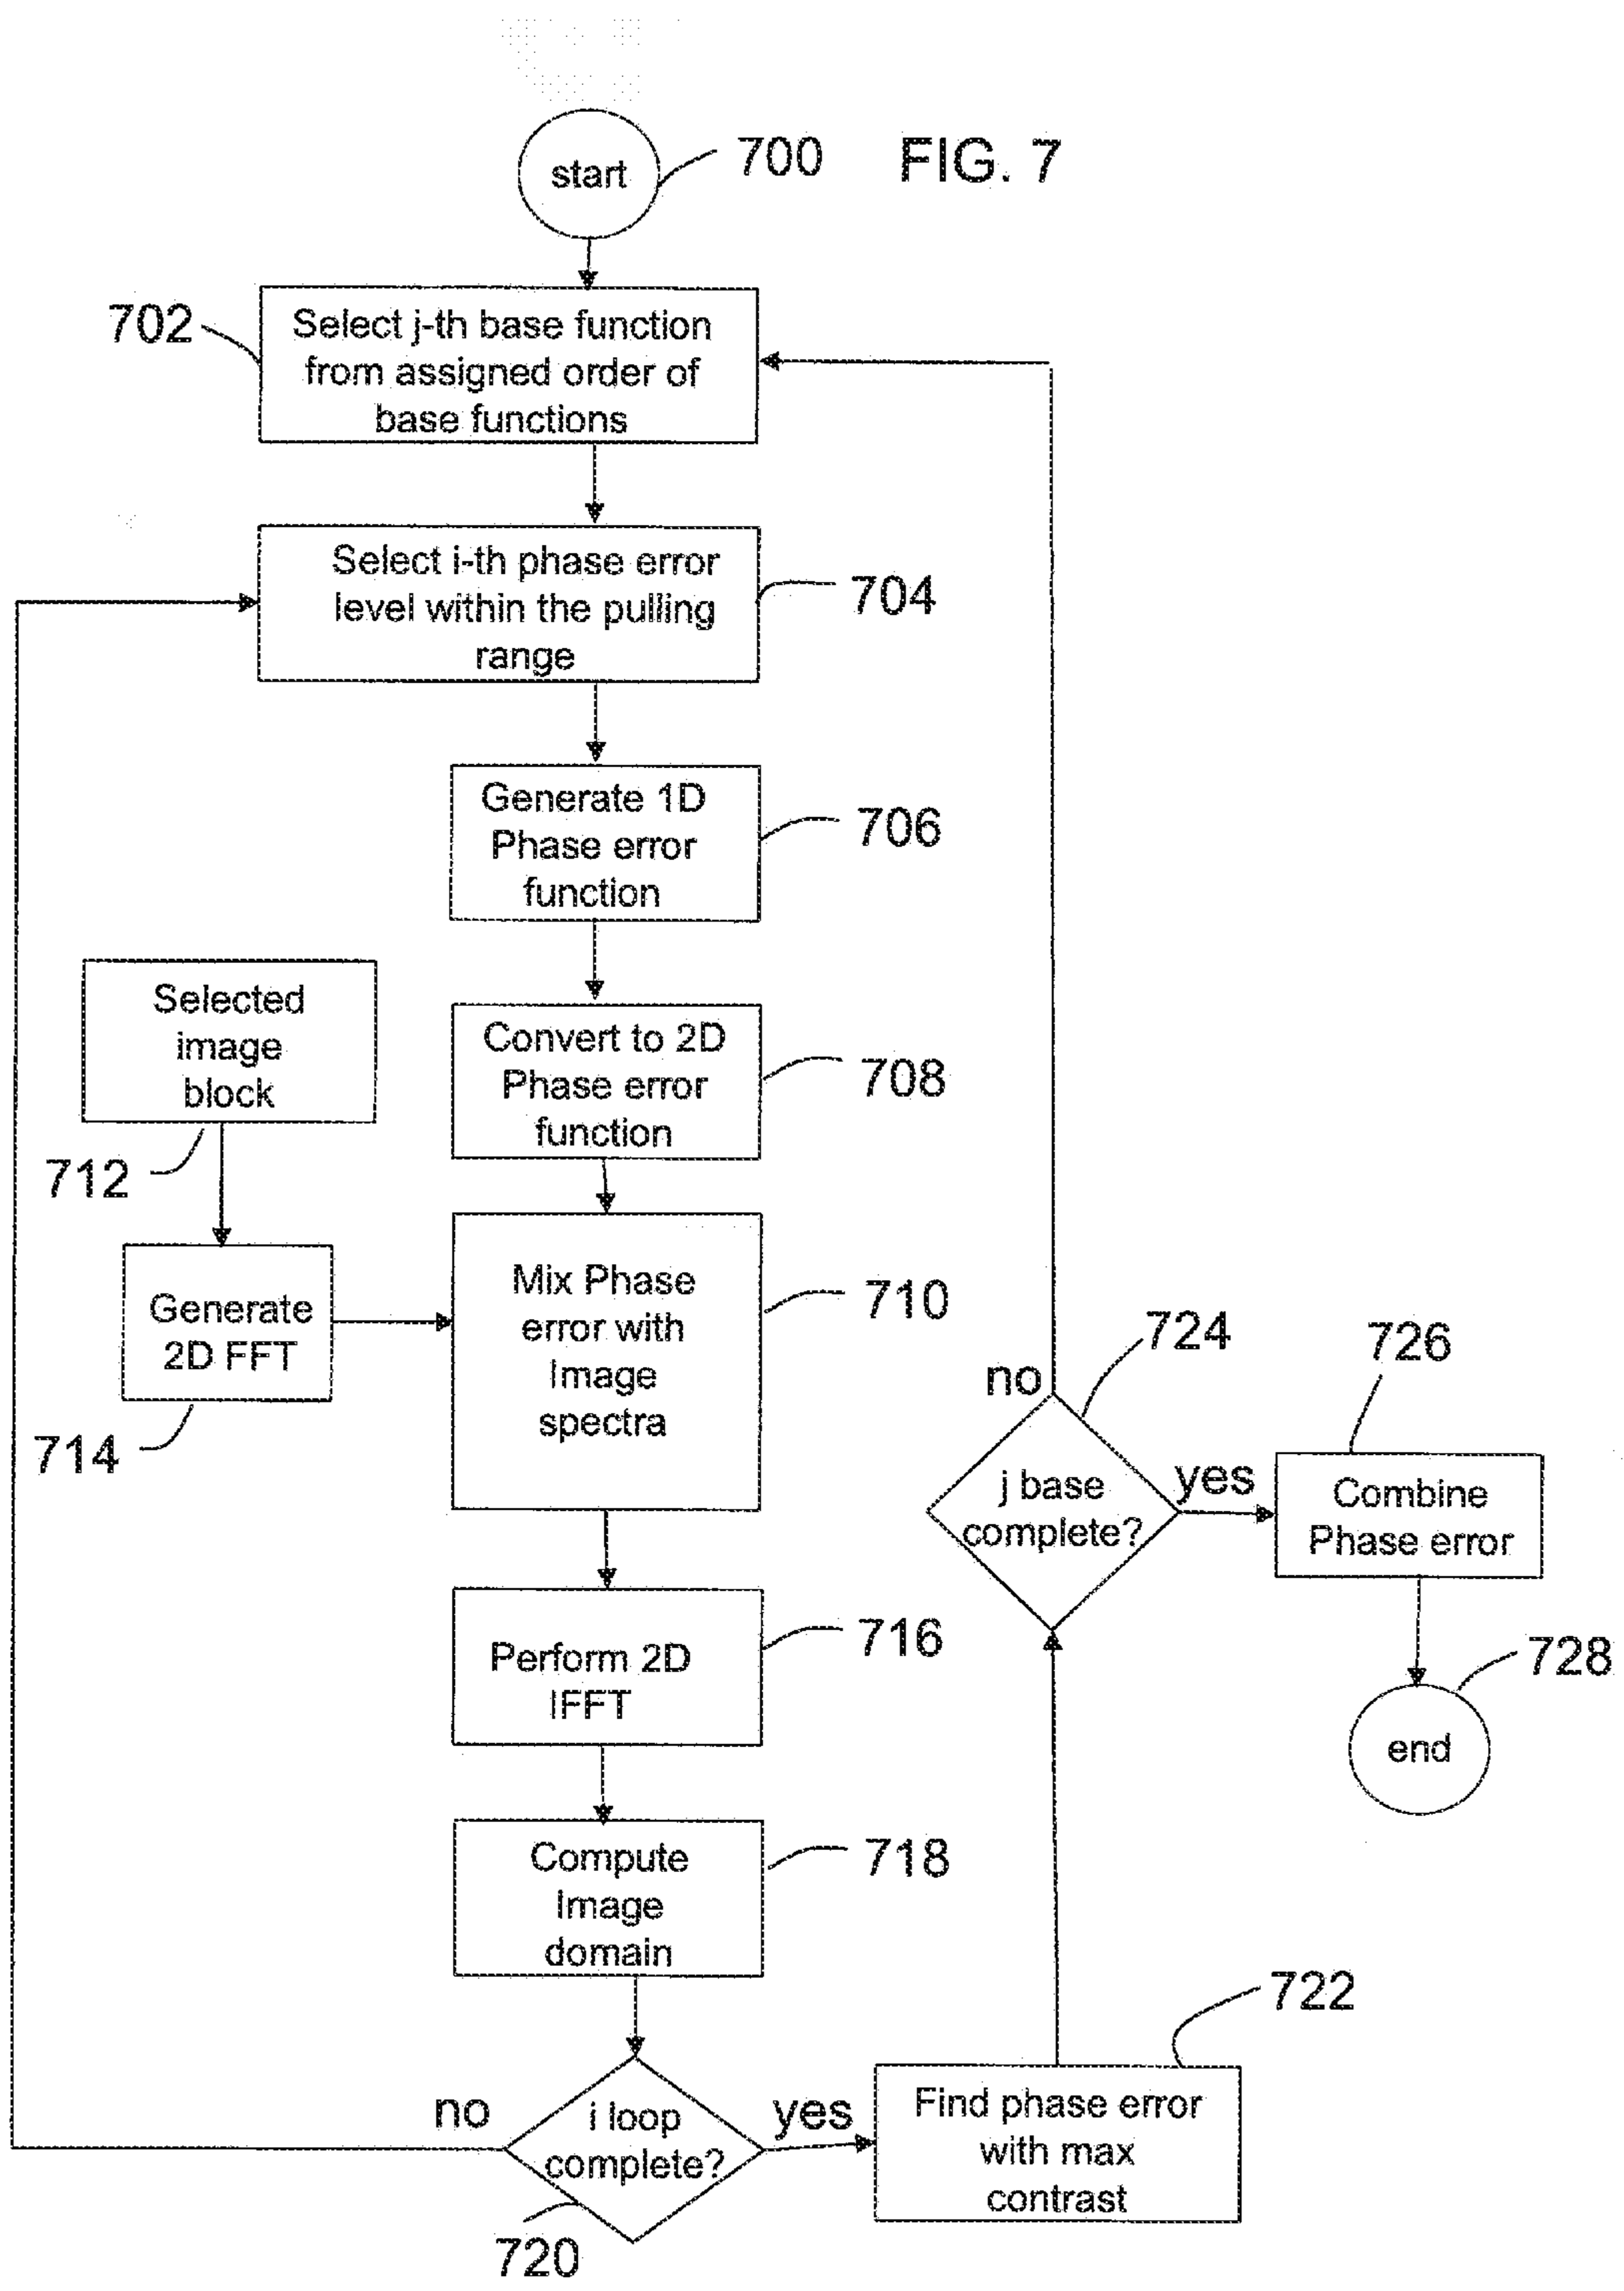 start
700
FIG. 7
702
Select j-th base function
from assigned order of
base functions
Select i-th phase error
level within the pulling
range
704
Generate 1D
Phase error
function
706
Selected
image
block
712
Convert to 2D
Phase error
function
708
Generate
2D FFT
714
Mix Phase
error with
Image
spectra
710
Perform 2D
IFFT
716
Compute
Image
domain
718
no
i loop
complete?
yes
720
Find phase error
with max
contrast
722
no
724
j base
complete?
yes
726
Combine
Phase error
728
end